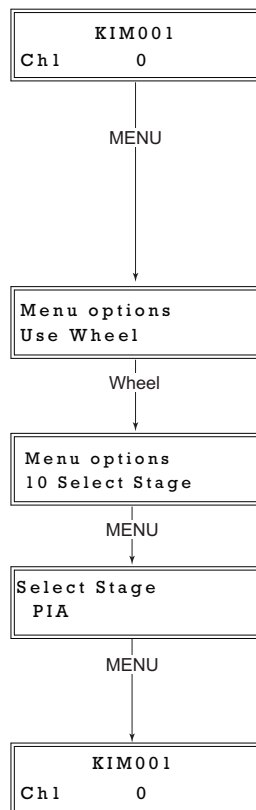 KIM001
Ch1 0
MENU
Menu options
Use Wheel
Wheel
Menu options
10 Select Stage
MENU
Select Stage
PIA
MENU
KIM001
Ch1 0